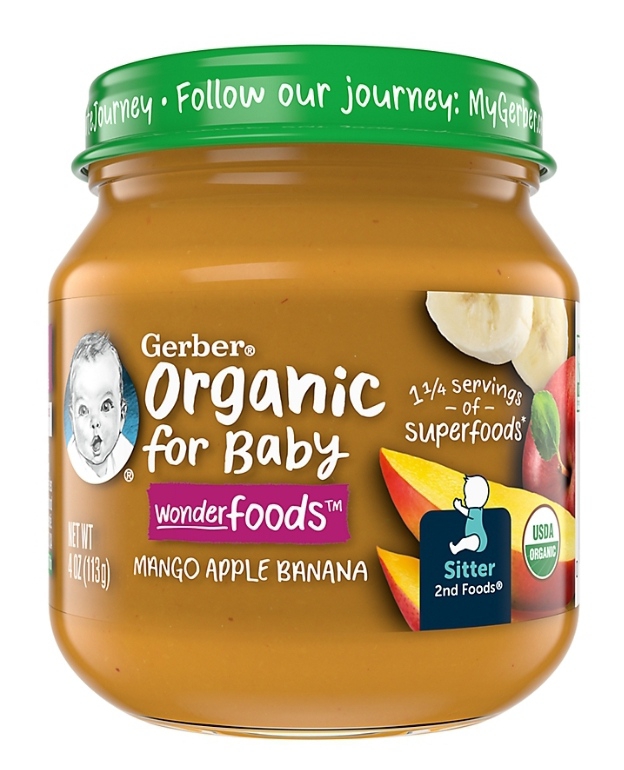 Journey • Follow our journey: MyGerber.
Gerber®
Organic
for Baby
wonderfoods™
MANGO APPLE BANANA
NET WT
4 OZ (113g)
®
1 1/4 servings
– of –
superfoods*
Sitter
2nd Foods®
USDA
ORGANIC